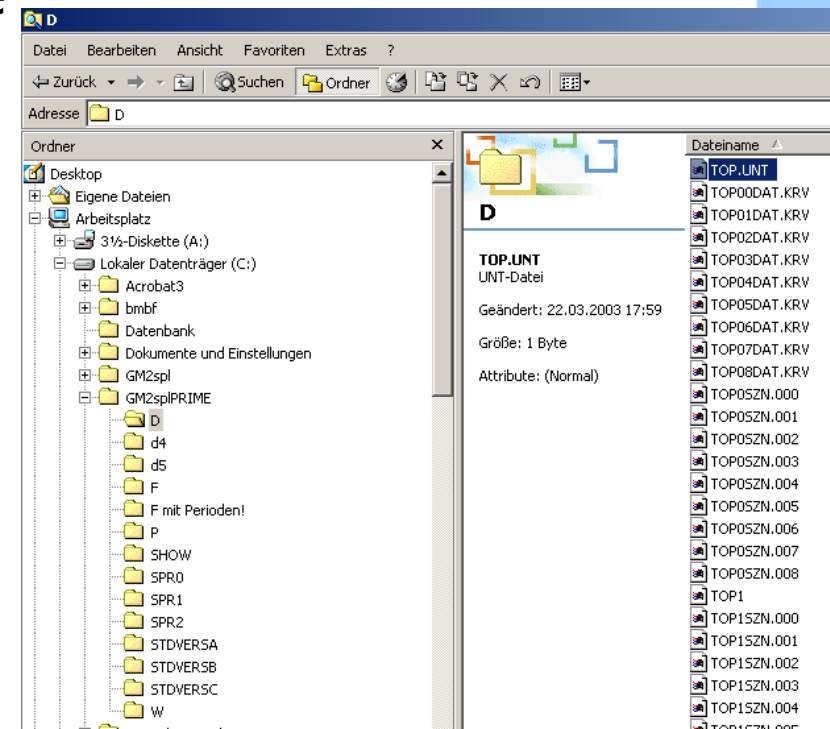 D
Datei Bearbeiten Ansicht Favoriten Extras ?
Zurück Suchen Ordner
Adresse D
Ordner
Desktop
Eigene Dateien
Arbeitsplatz
3½-Diskette (A:)
Lokaler Datenträger (C:)
Acrobat3
bmbf
Datenbank
Dokumente und Einstellungen
GM2spl
GM2splPRIME
D
d4
d5
F
F mit Perioden!
P
SHOW
SPR0
SPR1
SPR2
STDVERSA
STDVERSB
STDVERSC
W
D
TOP.UNT
UNT-Datei
Geändert: 22.03.2003 17:59
Größe: 1 Byte
Attribute: (Normal)
Dateiname
TOP.UNT
TOP00DAT.KRV
TOP01DAT.KRV
TOP02DAT.KRV
TOP03DAT.KRV
TOP04DAT.KRV
TOP05DAT.KRV
TOP06DAT.KRV
TOP07DAT.KRV
TOP08DAT.KRV
TOP0SZN.000
TOP0SZN.001
TOP0SZN.002
TOP0SZN.003
TOP0SZN.004
TOP0SZN.005
TOP0SZN.006
TOP0SZN.007
TOP0SZN.008
TOP1
TOP1SZN.000
TOP1SZN.001
TOP1SZN.002
TOP1SZN.003
TOP1SZN.004